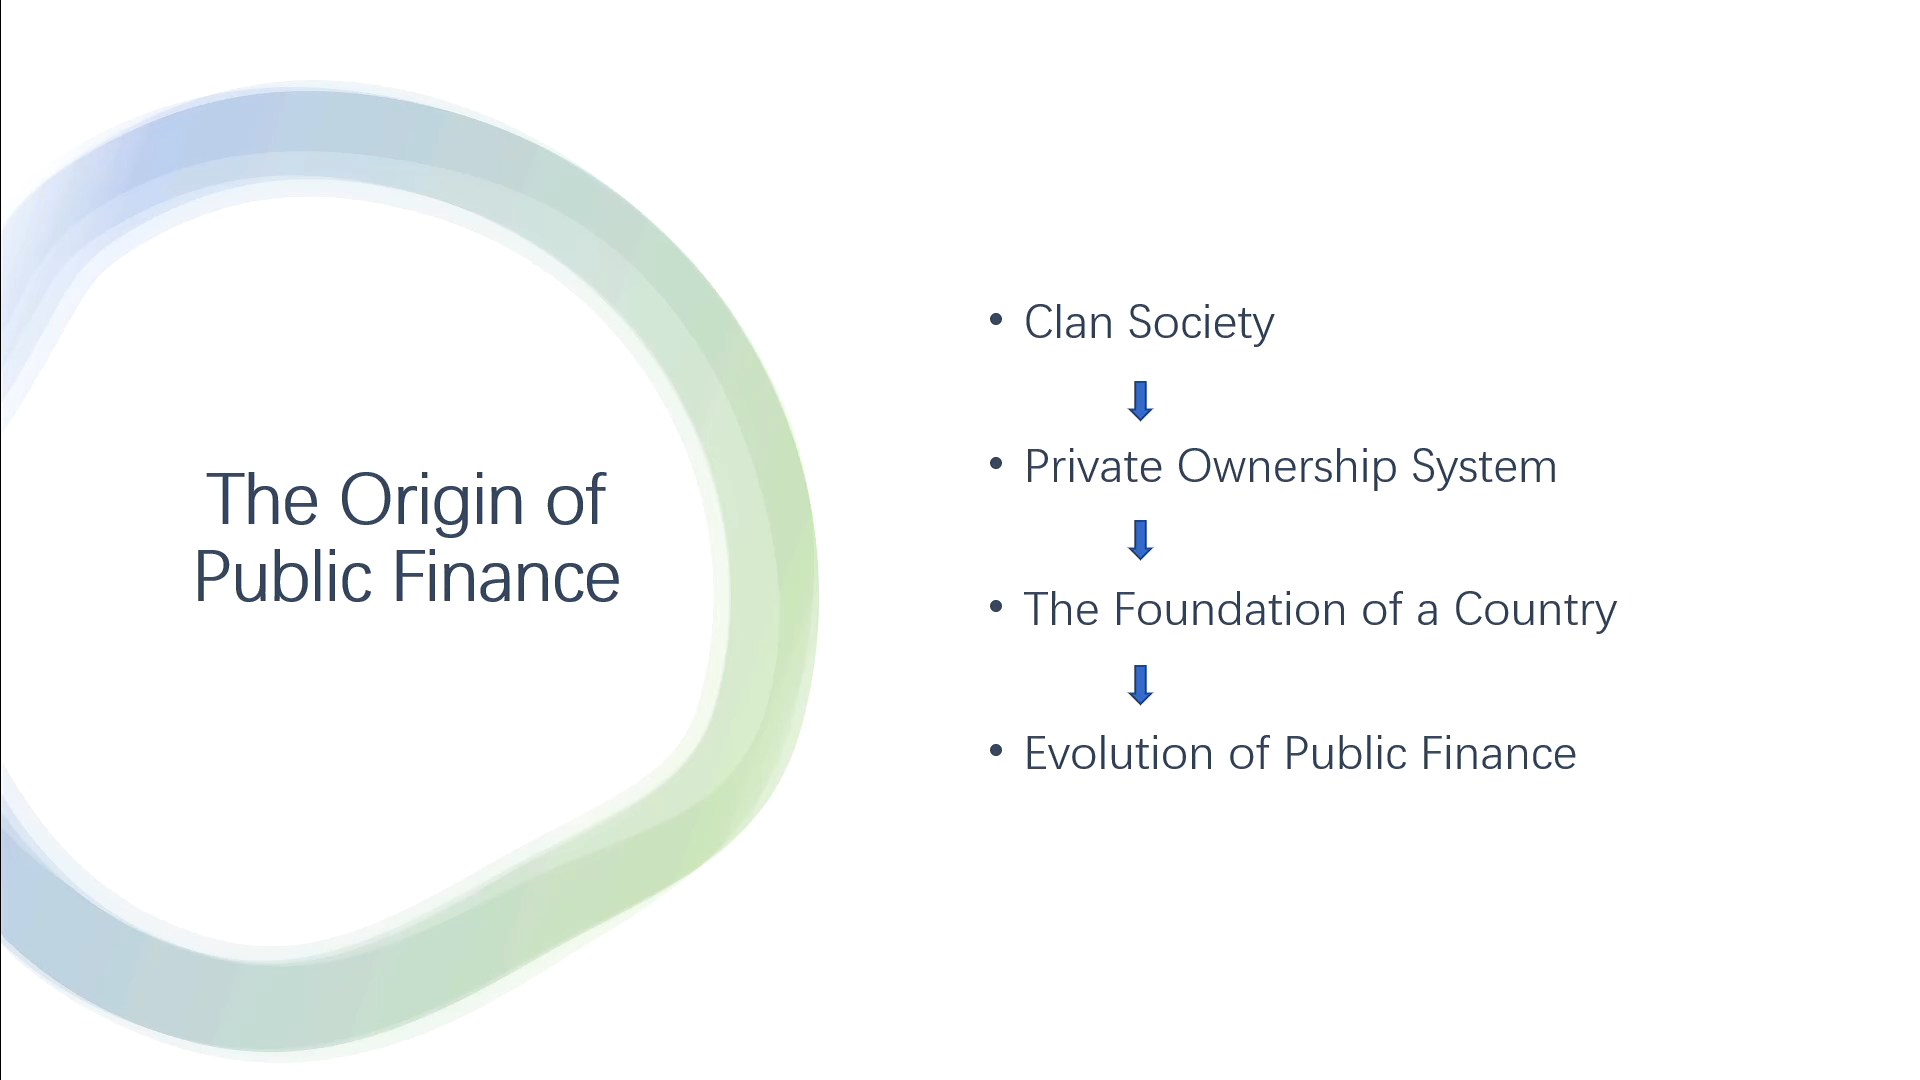 The Origin of
Public Finance
• Clan Society
• Private Ownership System
• The Foundation of a Country
• Evolution of Public Finance